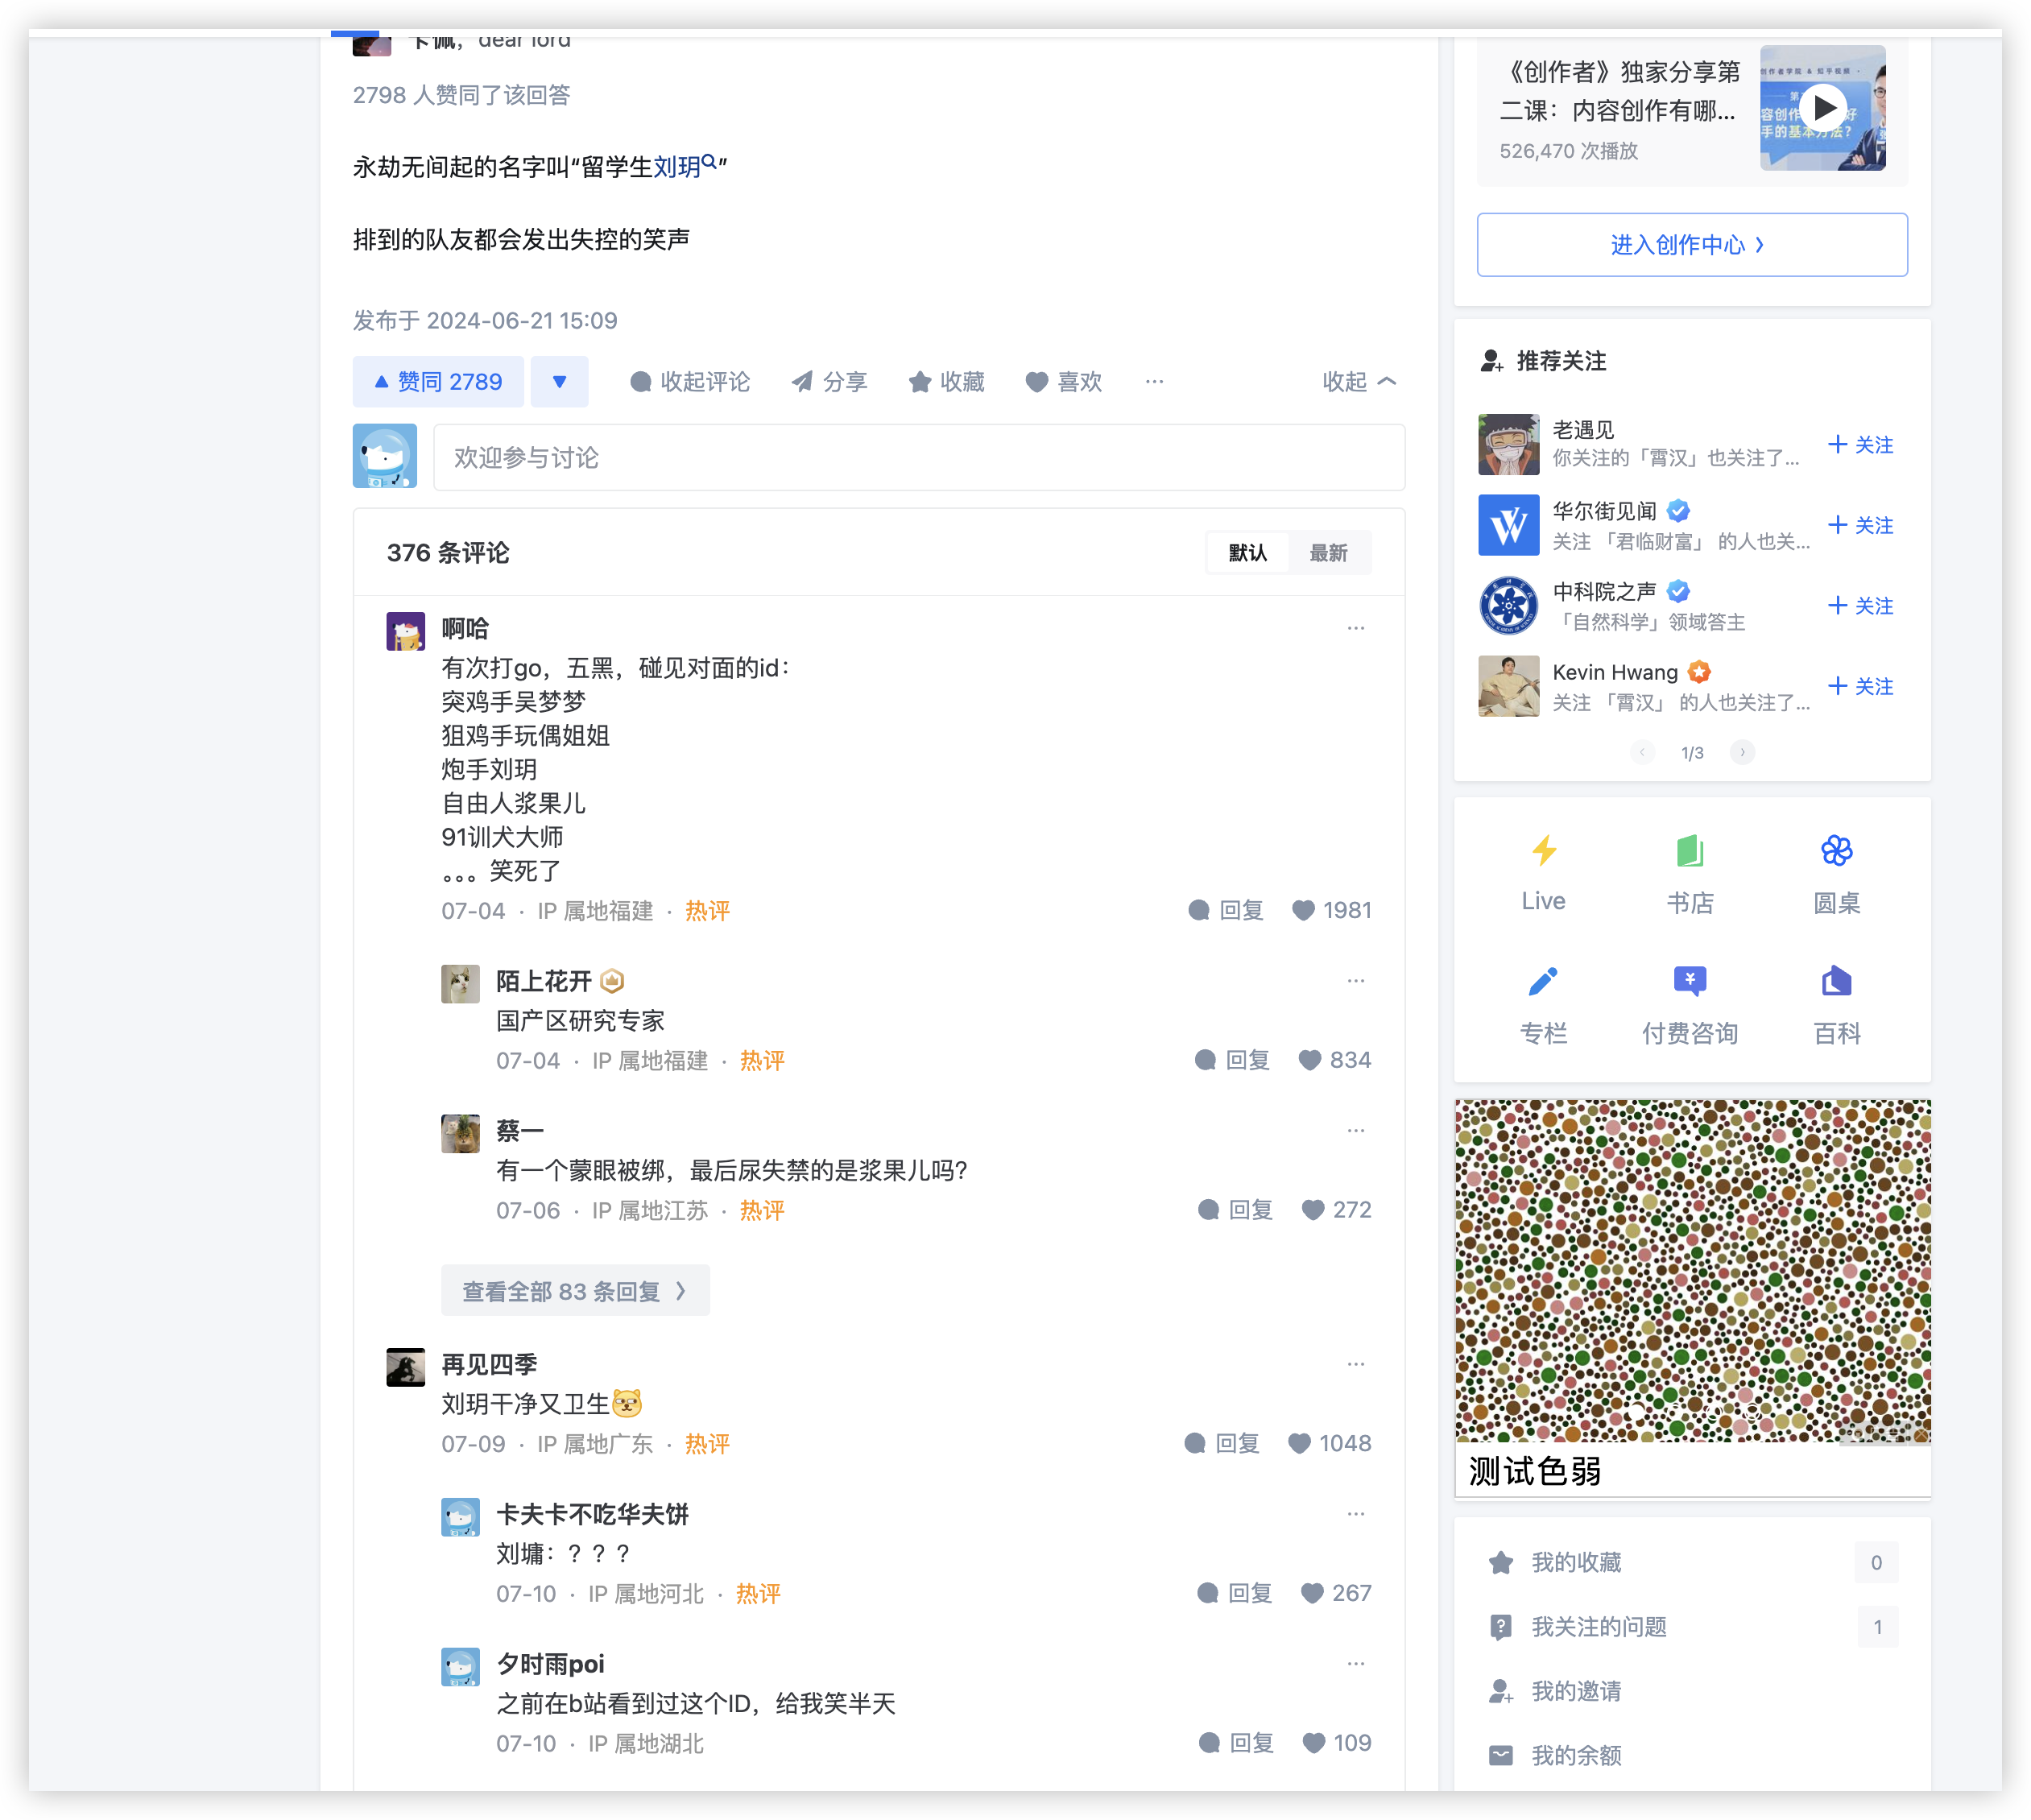 卡佩，dear lord
2798 人赞同了该回答
永劫无间起的名字叫“留学生刘玥”
排到的队友都会发出失控的笑声
发布于 2024-06-21 15:09
赞同 2789
收起评论
分享
收藏
喜欢
收起
欢迎参与讨论
376 条评论
默认
最新
啊哈
有次打go，五黑，碰见对面的id：
突鸡手吴梦梦
狙鸡手玩偶姐姐
炮手刘玥
自由人浆果儿
91训犬大师
。。。笑死了
07-04 · IP 属地福建 · 热评
回复
1981
陌上花开
国产区研究专家
07-04 · IP 属地福建 · 热评
回复
834
蔡一
有一个蒙眼被绑，最后尿失禁的是浆果儿吗？
07-06 · IP 属地江苏 · 热评
回复
272
查看全部 83 条回复
再见四季
刘玥干净又卫生
07-09 · IP 属地广东 · 热评
回复
1048
卡夫卡不吃华夫饼
刘墉：？？？
07-10 · IP 属地河北 · 热评
回复
267
夕时雨poi
之前在b站看到过这个ID，给我笑半天
07-10 · IP 属地湖北
回复
109
《创作者》独家分享第
二课：内容创作有哪...
526,470 次播放
进入创作中心
推荐关注
老遇见
你关注的「霄汉」也关注了...
关注
华尔街见闻
关注 「君临财富」 的人也关...
关注
中科院之声
「自然科学」领域答主
关注
Kevin Hwang
关注 「霄汉」 的人也关注了...
关注
1/3
Live
书店
圆桌
专栏
付费咨询
百科
测试色弱
我的收藏
0
我关注的问题
1
我的邀请
我的余额